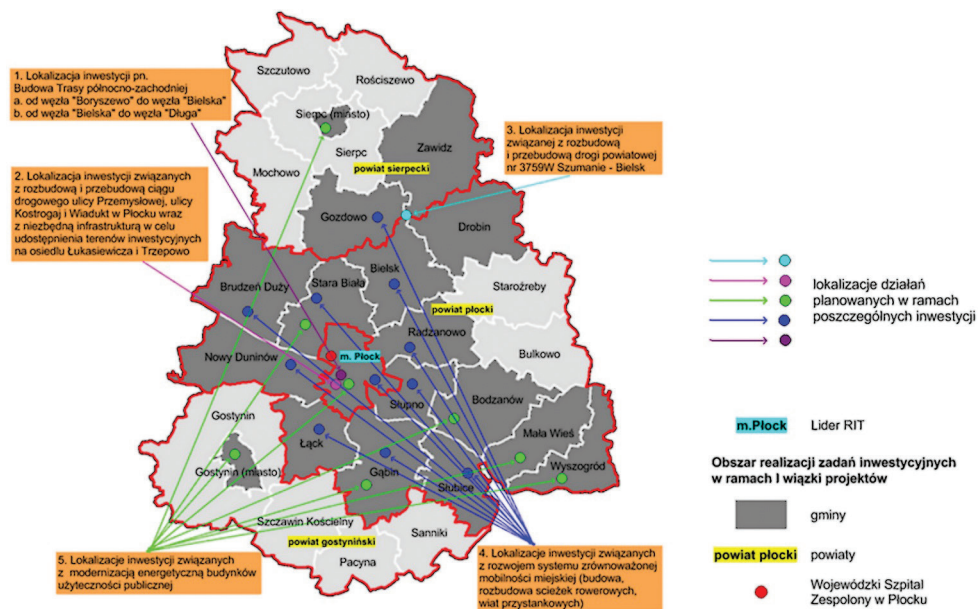 1. Lokalizacja inwestycji pn.
Budowa Trasy północno-zachodniej
a. od węzła "Boryszewo" do węzła "Bielska"
b. od węzła "Bielska" do węzła "Długa"
2. Lokalizacja inwestycji związanych
z rozbudową i przebudową ciągu
drogowego ulicy Przemysłowej, ulicy
Kostrogaj i Wiadukt w Płocku wraz
z niezbędną infrastrukturą w celu
udostępnienia terenów inwestycyjnych
na osiedlu Łukasiewicza i Trzepowo
3. Lokalizacja inwestycji
związanej z rozbudową
i przebudową drogi powiatowej
nr 3759W Szumanie - Bielsk
Szczutowo
Rościszewo
Sierpc (miasto)
Sierpc
Zawidz
powiat sierpecki
Mochowo
Gozdowo
Drobin
Bielsk
Brudzeń Duży
Stara Biała
Staroźreby
powiat płocki
Radzanowo
Bulkowo
m. Płock
Nowy Duninów
Słupno
Bodzanów
Mała Wieś
Gostynin
Łąck
Wyszogród
Gostynin (miasto)
Gąbin
Słubice
Szczawin Kościelny
Sanniki
powiat gostyniński
Pacyna
5. Lokalizacje inwestycji związanych
z modernizacją energetyczną budynków
użyteczności publicznej
4. Lokalizacje inwestycji związanych
z rozwojem systemu zrównoważonej
mobilności miejskiej (budowa,
rozbudowa scieżek rowerowych,
wiat przystankowych)
lokalizacje działań
planowanych w ramach
poszczególnych inwestycji
m.Płock Lider RIT
Obszar realizacji zadań inwestycyjnych
w ramach I wiązki projektów
gminy
powiat płocki powiaty
Wojewódzki Szpital
Zespolony w Płocku